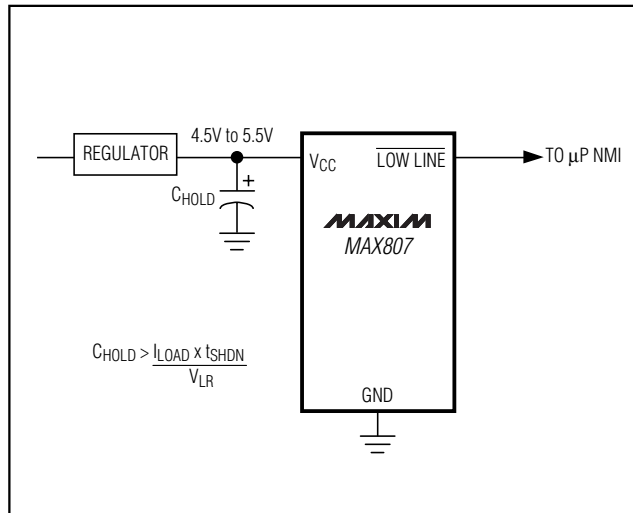 4.5V to 5.5V
REGULATOR
VCC
LOW LINE
TO μP NMI
+
CHOLD
MAXIM
MAX807
CHOLD > ILOAD x tSHDN
VLR
GND